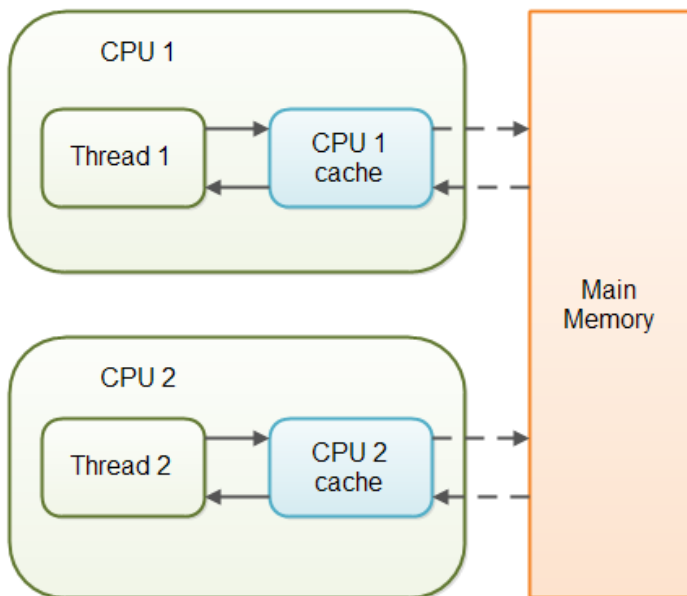 CPU 1
Thread 1
CPU 1
cache
Main
Memory
CPU 2
Thread 2
CPU 2
cache